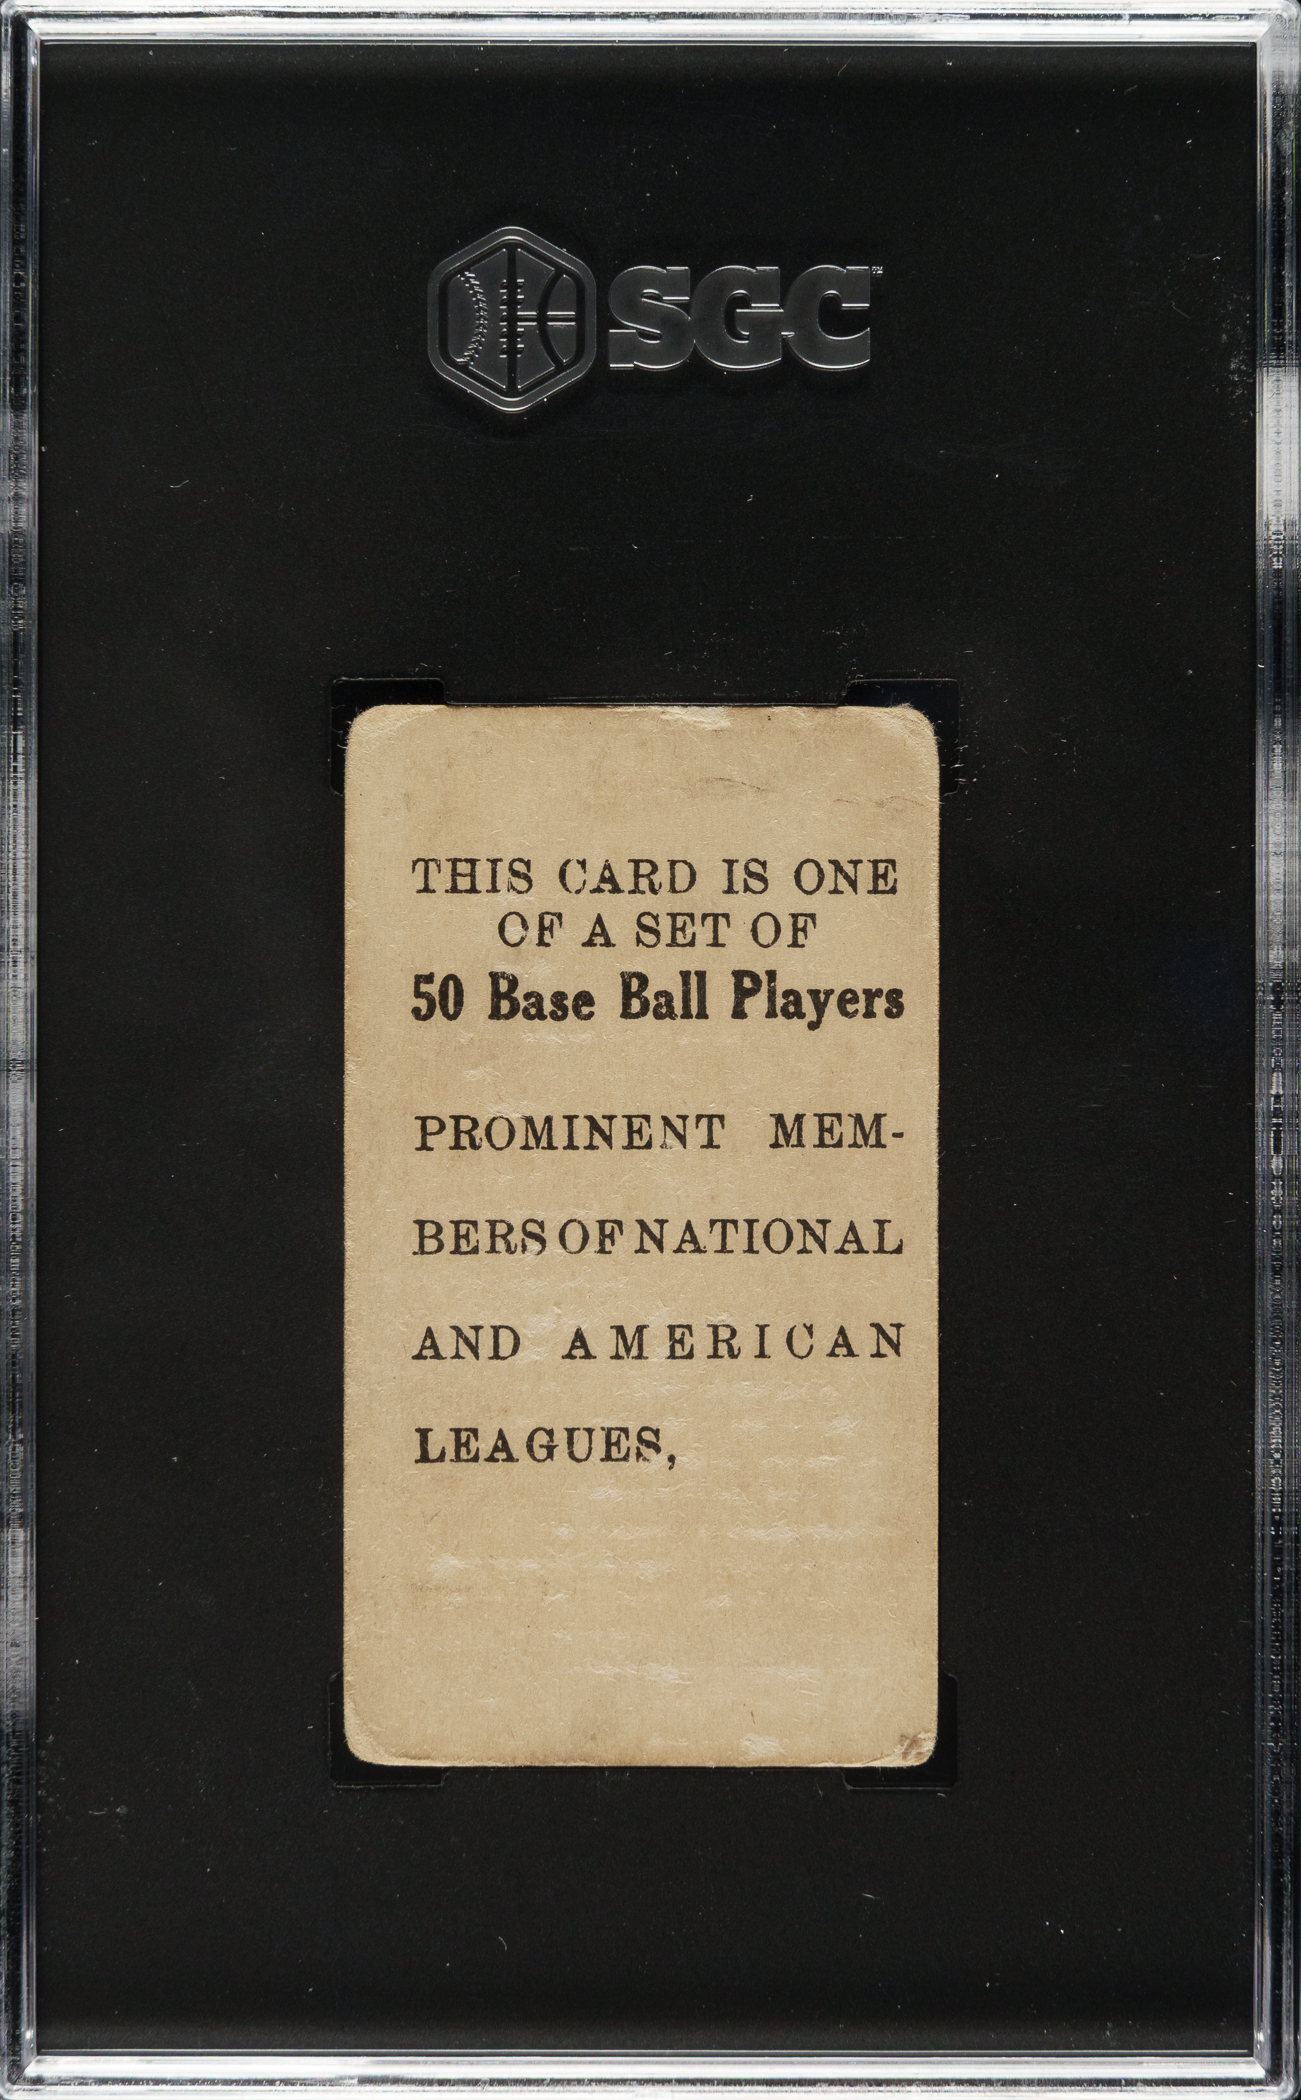 SGC™
THIS CARD IS ONE
OF A SET OF
50 Base Ball Players
PROMINENT MEM-
BERS OF NATIONAL
AND AMERICAN
LEAGUES,